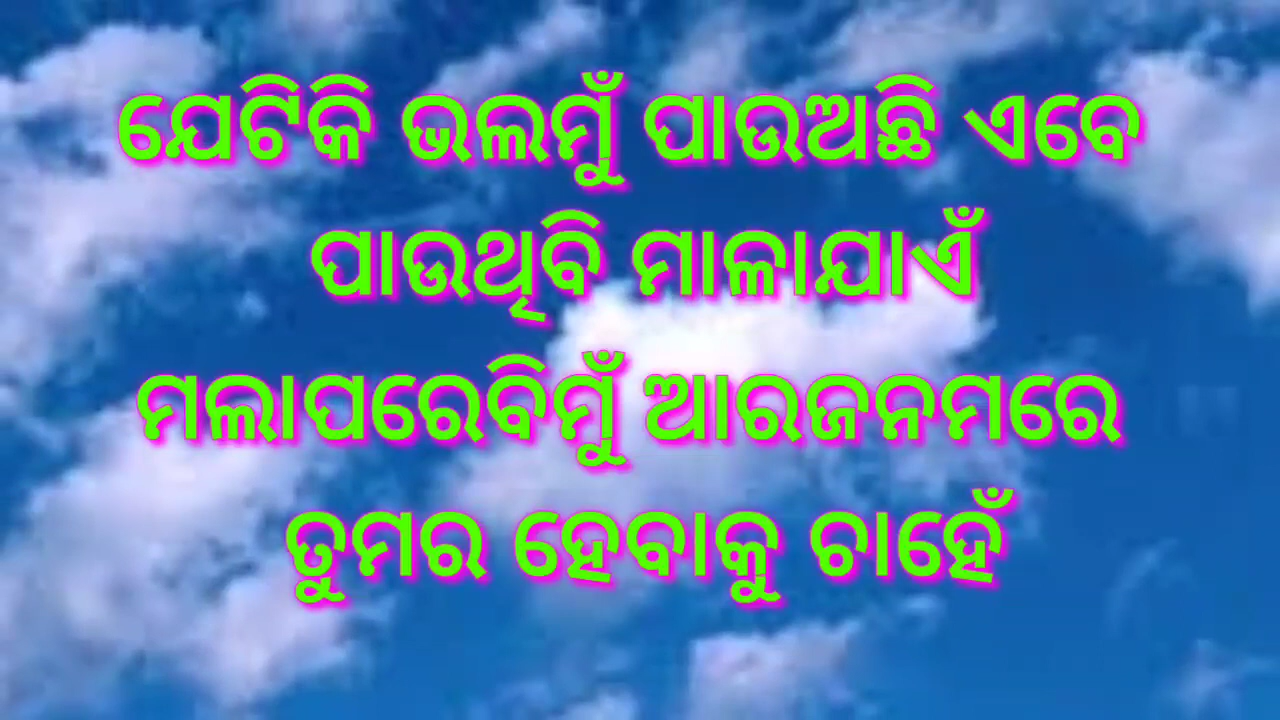 ଯେଟିକି ଭଲମୁଁ ପାଉଅଛି ଏବେ
ପାଉଥିବି ମାଳାଯାଏଁ
ମଲାପରେବିମୁଁ ଆରଜନମରେ
ତୁମର ହେବାକୁ ଚାହେଁ